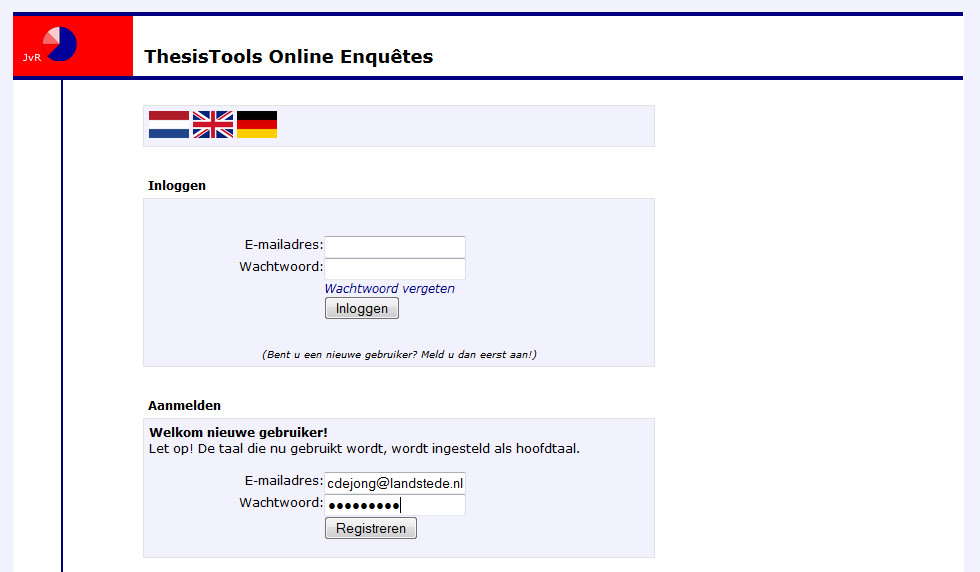 JvR
ThesisTools Online Enquêtes
Inloggen
E-mailadres:
Wachtwoord:
Wachtwoord vergeten
Inloggen
(Bent u een nieuwe gebruiker? Meld u dan eerst aan!)
Aanmelden
Welkom nieuwe gebruiker!
Let op! De taal die nu gebruikt wordt, wordt ingesteld als hoofdtaal.
E-mailadres: cdejong@landstede.nl
Wachtwoord: ●●●●●●●●●
Registreren